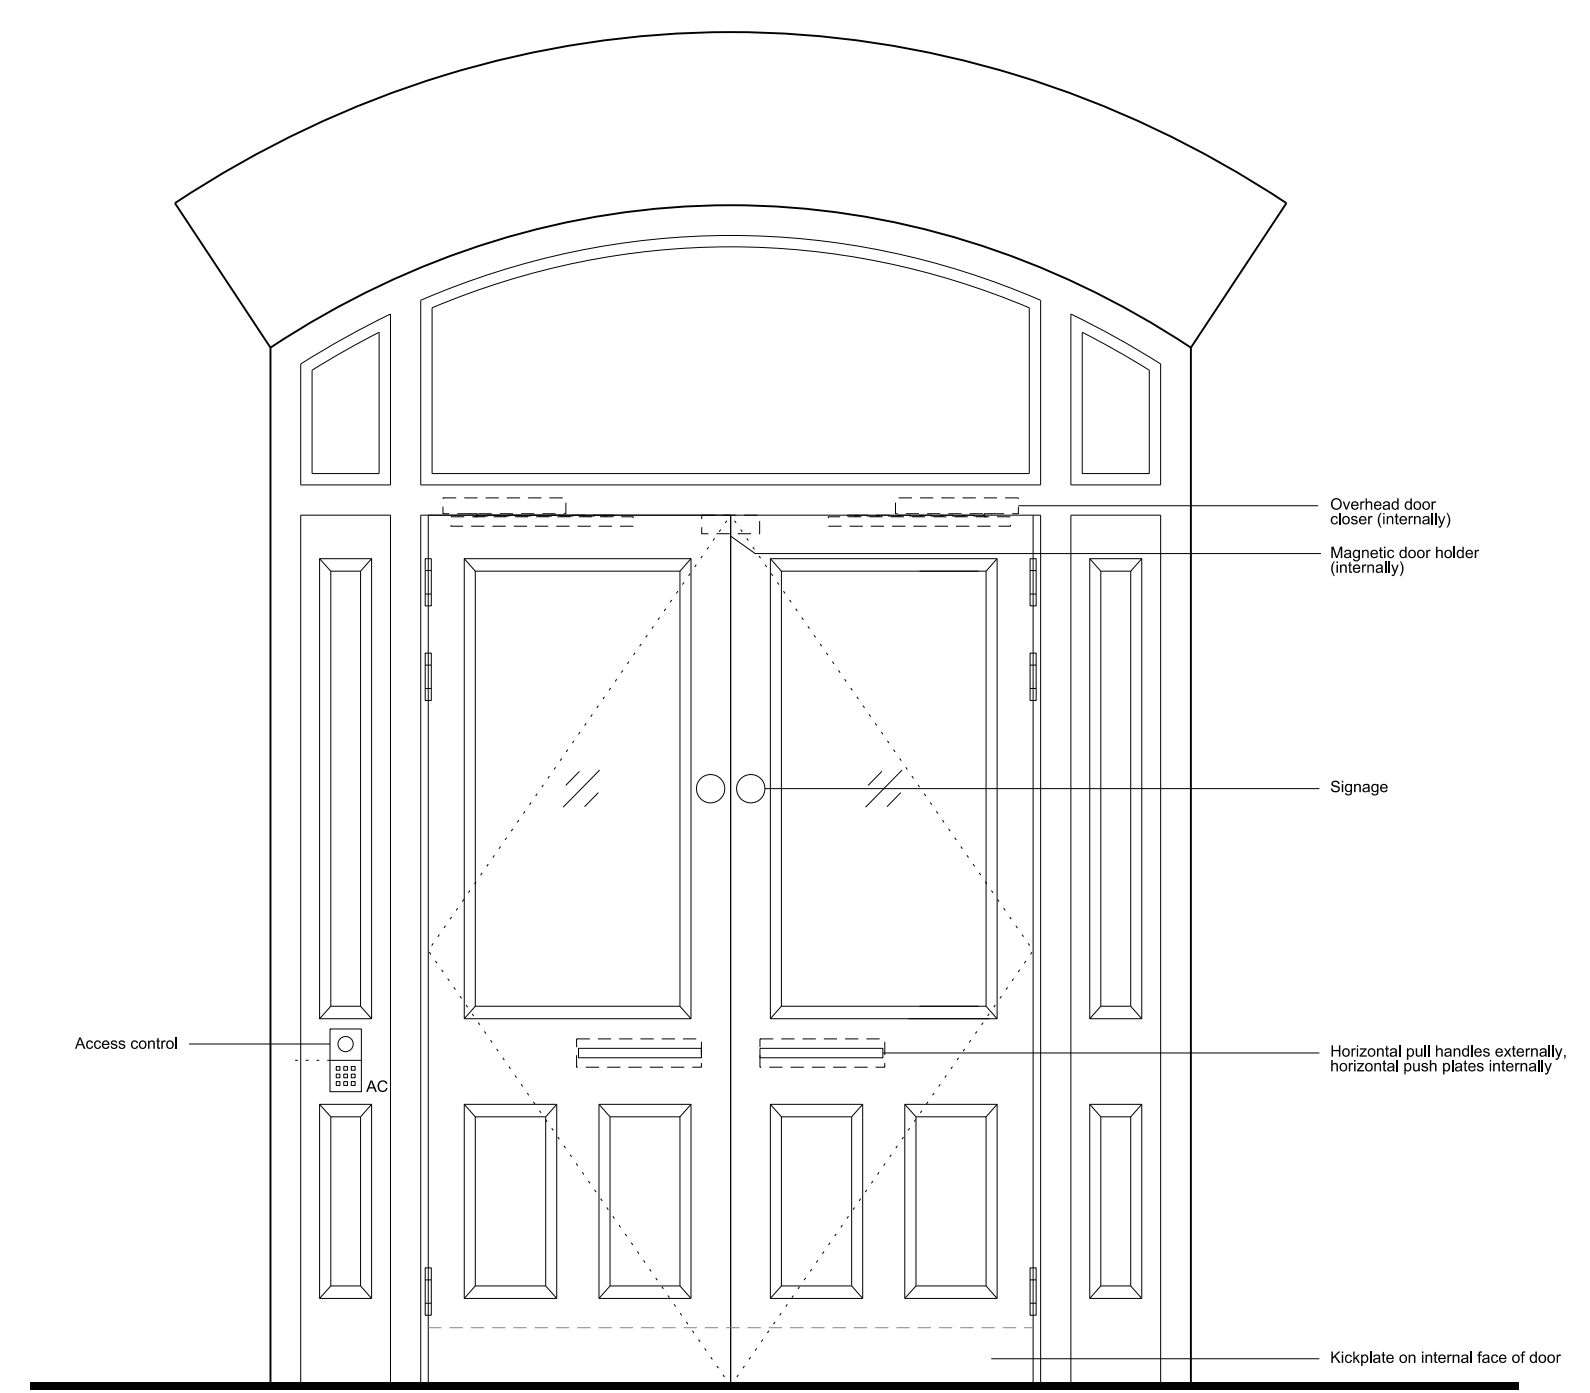 Overhead door
closer (internally)
Magnetic door holder
(internally)
Signage
Access control
AC
Horizontal pull handles externally,
horizontal push plates internally
Kickplate on internal face of door